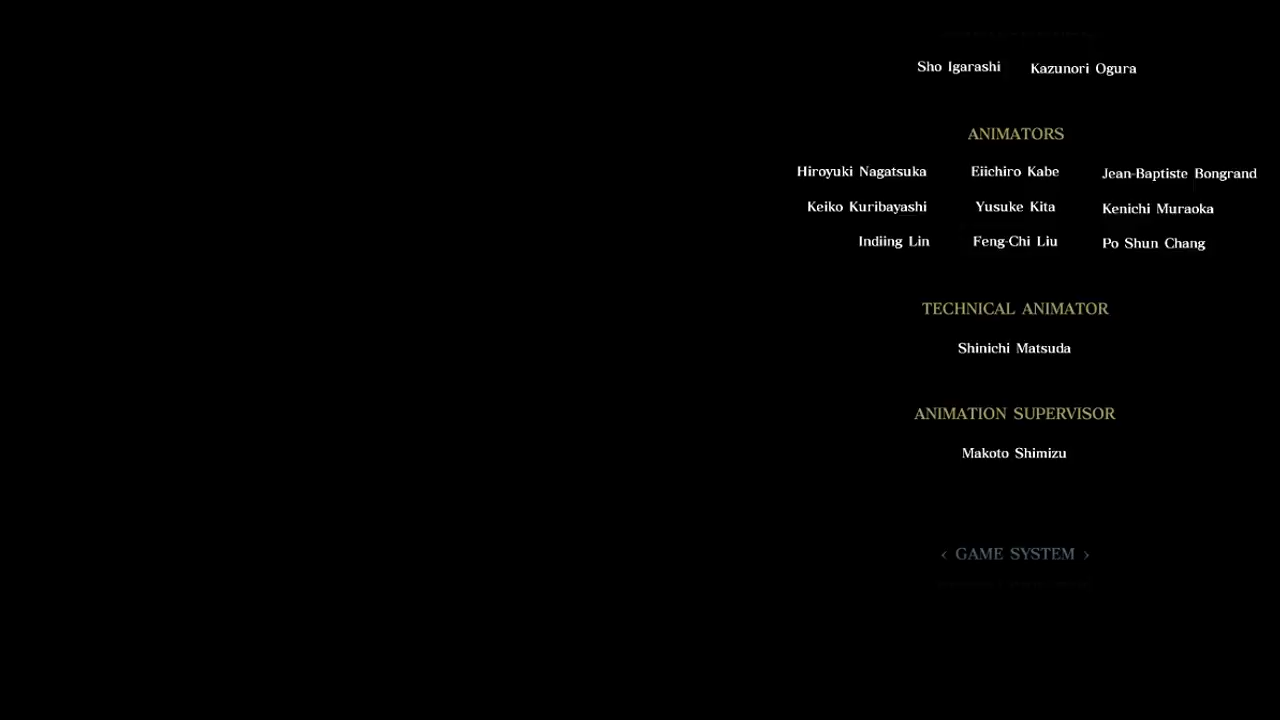 Sho Igarashi Kazunori Ogura
ANIMATORS
Hiroyuki Nagatsuka Eiichiro Kabe Jean-Baptiste Bongrand
Keiko Kuribayashi Yusuke Kita Kenichi Muraoka
Indiing Lin Feng-Chi Liu Po Shun Chang
TECHNICAL ANIMATOR
Shinichi Matsuda
ANIMATION SUPERVISOR
Makoto Shimizu
‹ GAME SYSTEM ›